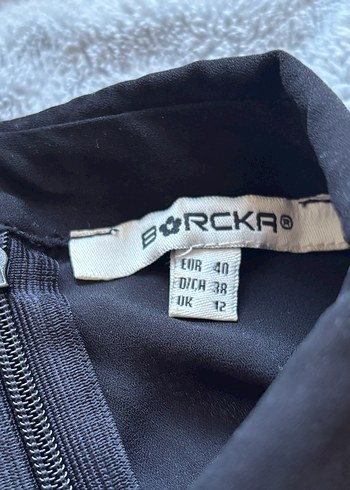 BORCKA®
EUR 40
D/CH 38
UK 12